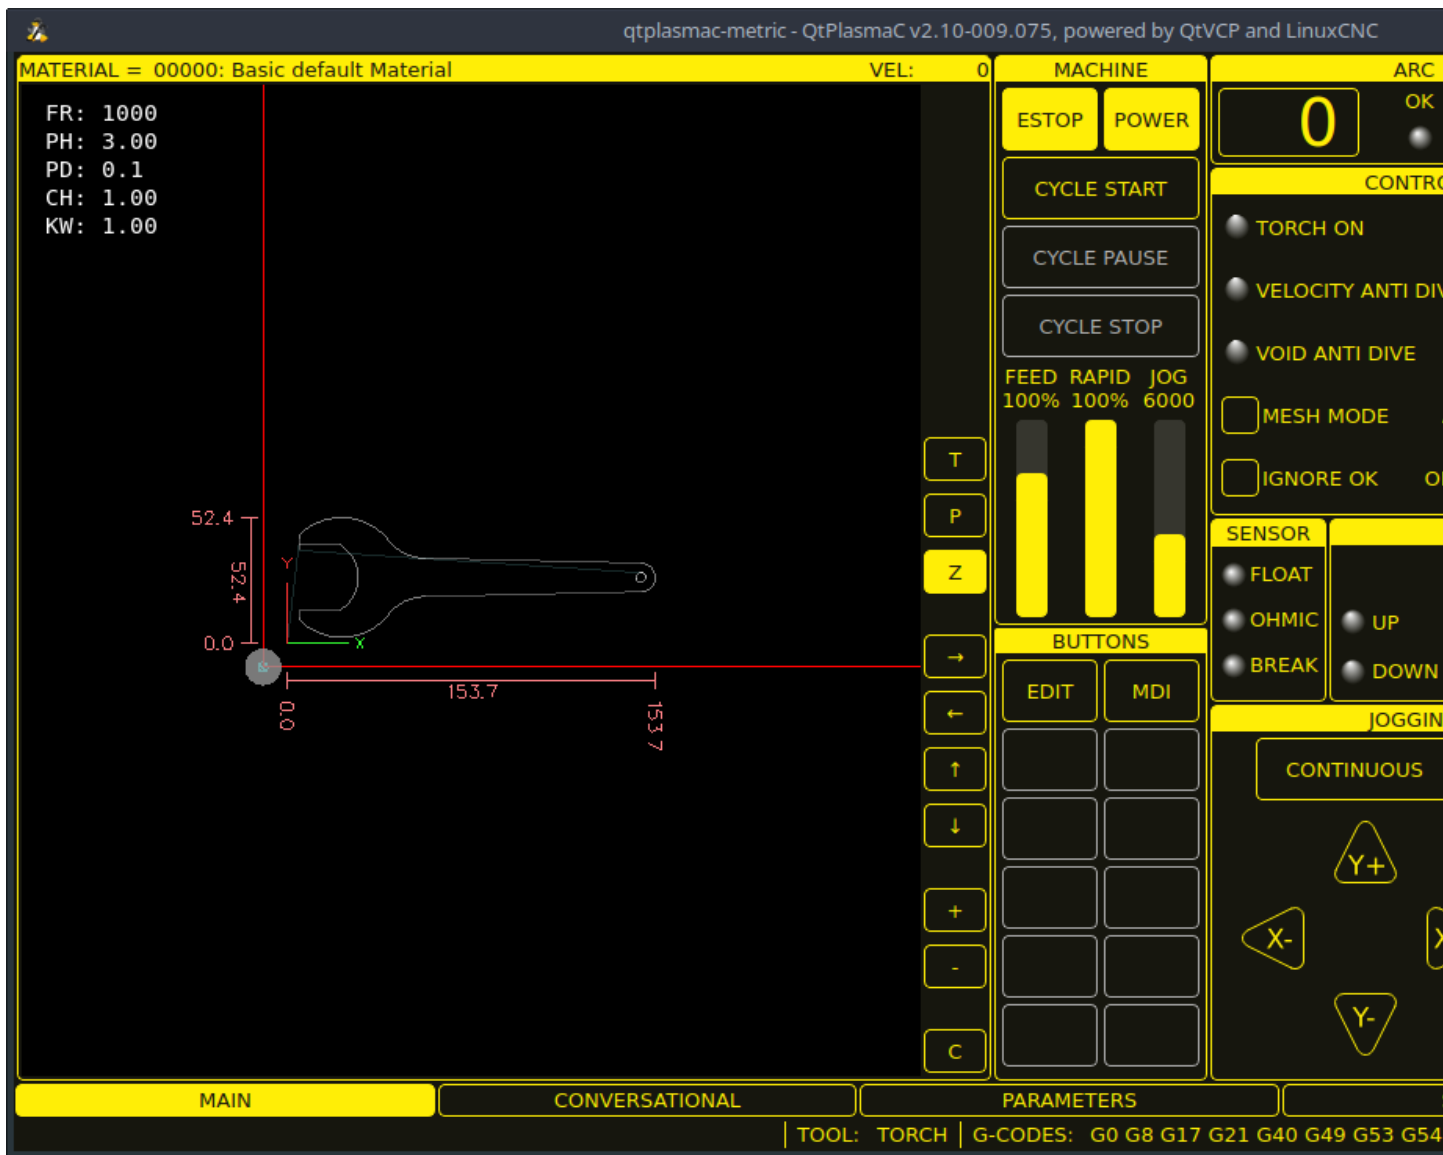 qtplasmac-metric - QtPlasmaC v2.10-009.075, powered by QtVCP and LinuxCNC
MATERIAL = 00000: Basic default Material VEL: 0
FR: 1000
PH: 3.00
PD: 0.1
CH: 1.00
KW: 1.00
52.4
52.4
0.0
Y
X
153.7
0.0
153.7
T
P
Z
→
←
↑
↓
+
-
C
MACHINE
ESTOP POWER
CYCLE START
CYCLE PAUSE
CYCLE STOP
FEED RAPID JOG
100% 100% 6000
BUTTONS
EDIT MDI
ARC
0 OK
CONTRO
TORCH ON
VELOCITY ANTI DIV
VOID ANTI DIVE
MESH MODE
IGNORE OK
SENSOR
FLOAT
OHMIC
BREAK
UP
DOWN
JOGGIN
CONTINUOUS
Y+
X-
Y-
MAIN CONVERSATIONAL PARAMETERS
TOOL: TORCH G-CODES: G0 G8 G17 G21 G40 G49 G53 G54